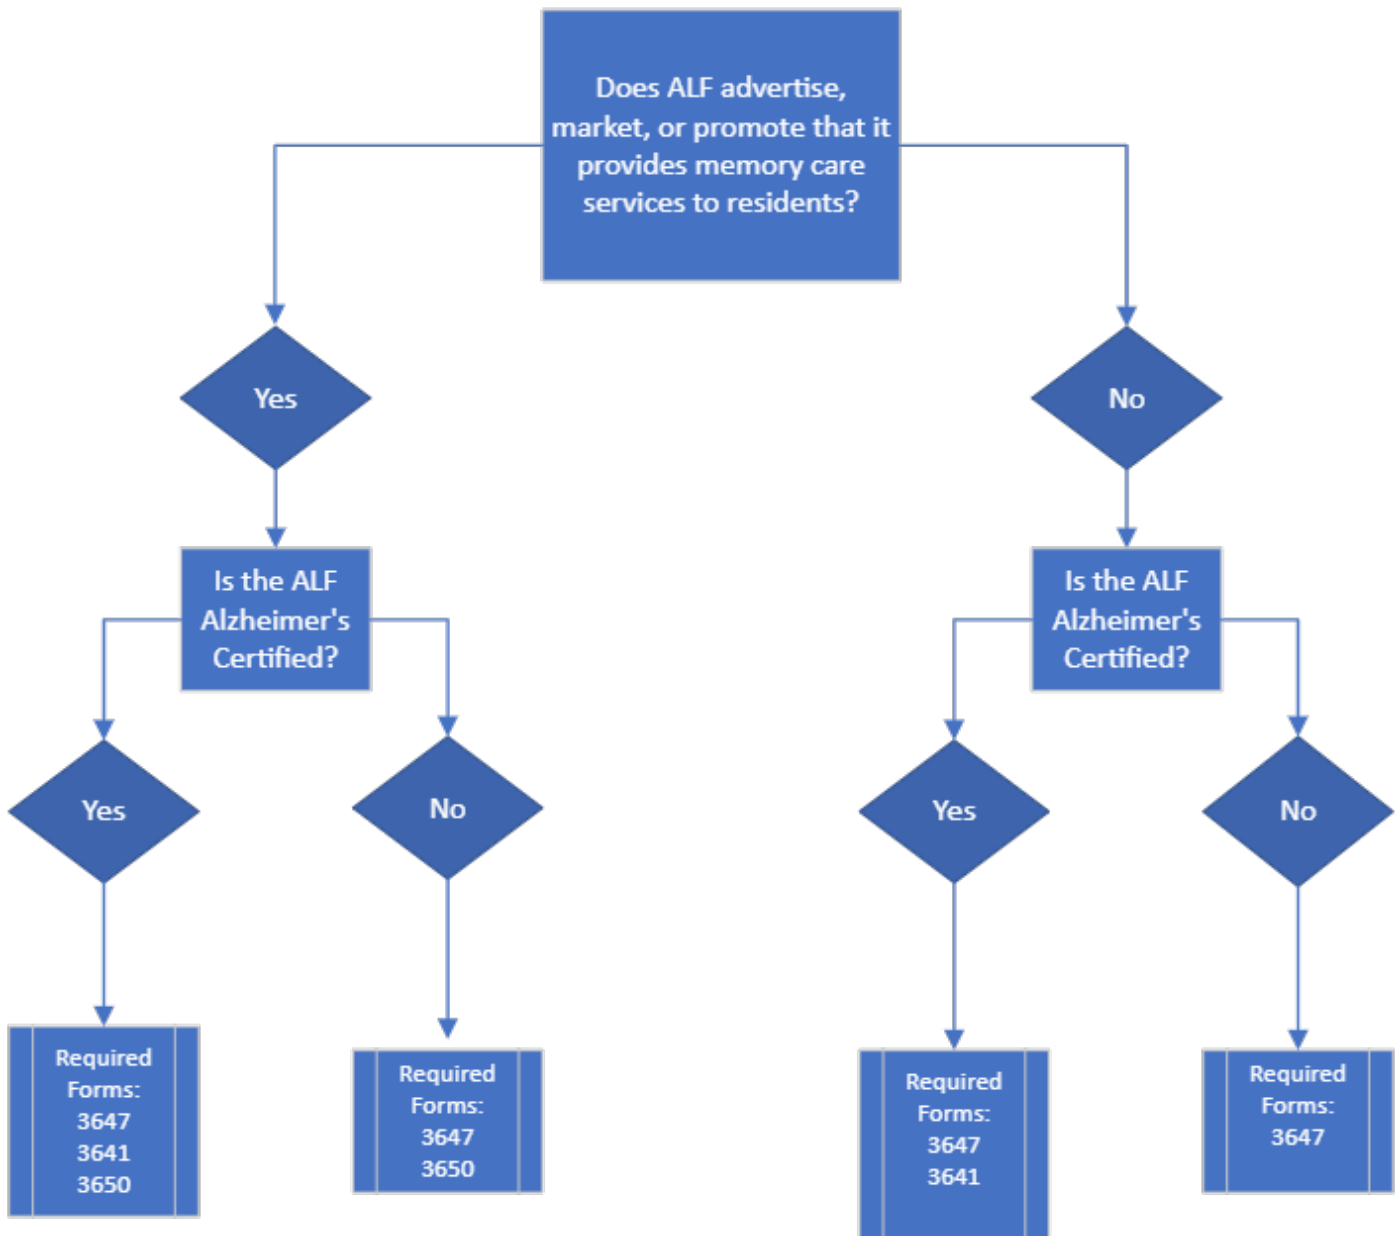 Does ALF advertise,
market, or promote that it
provides memory care
services to residents?
Yes
No
Is the ALF
Alzheimer's
Certified?
Is the ALF
Alzheimer's
Certified?
Yes
No
Yes
No
Required
Forms:
3647
3641
3650
Required
Forms:
3647
3650
Required
Forms:
3647
3641
Required
Forms:
3647